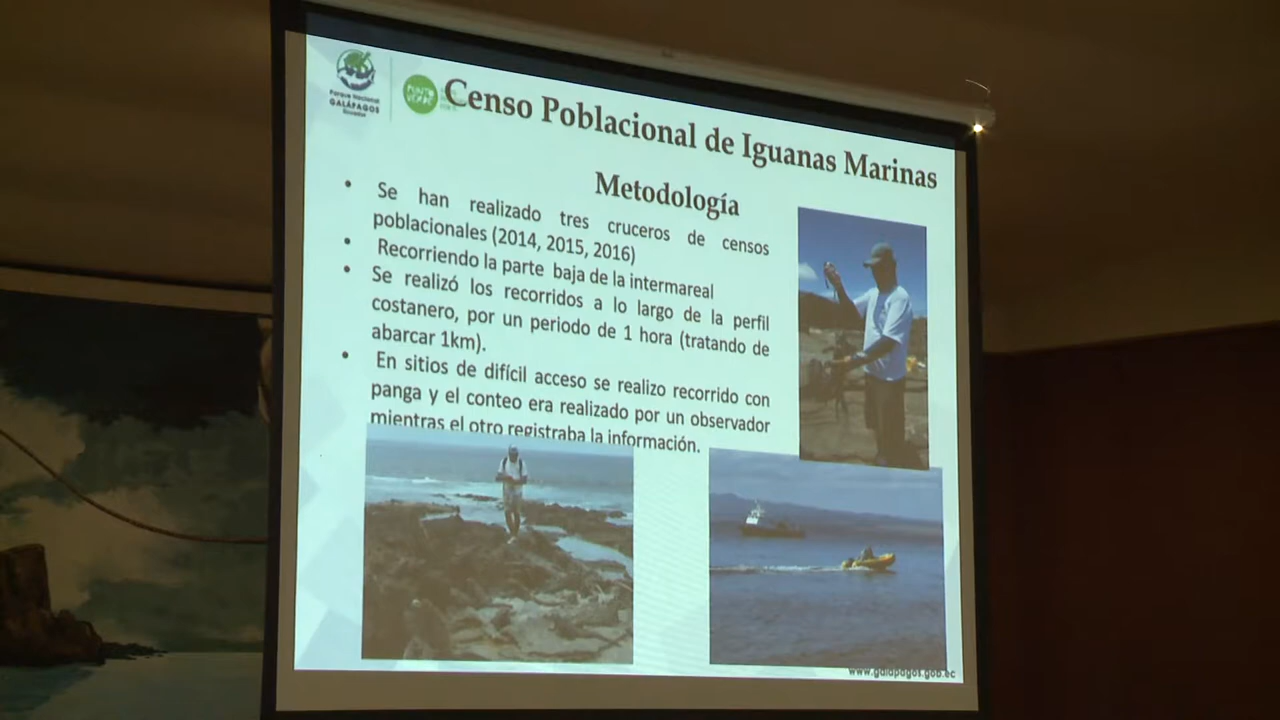 Parque Nacional
GALÁPAGOS
Ecuador
PUNTO
VERDE
Censo Poblacional de Iguanas Marinas
Metodología
• Se han realizado tres cruceros de censos
poblacionales (2014, 2015, 2016)
• Recorriendo la parte baja de la intermareal
• Se realizó los recorridos a lo largo de la perfil
costanero, por un periodo de 1 hora (tratando de
abarcar 1km).
• En sitios de difícil acceso se realizo recorrido con
panga y el conteo era realizado por un observador
mientras el otro registraba la información.
www.galapagos.gob.ec